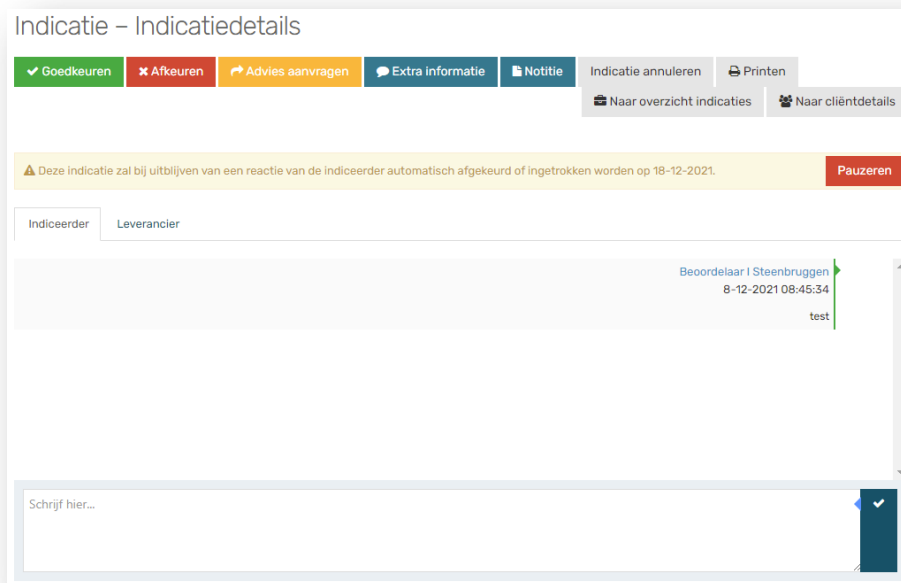 Indicatie – Indicatiedetails
Goedkeuren Afkeuren Advies aanvragen Extra informatie Notitie Indicatie annuleren Printen
Naar overzicht indicaties Naar cliëntdetails
Deze indicatie zal bij uitblijven van een reactie van de indiceerder automatisch afgekeurd of ingetrokken worden op 18-12-2021. Pauzeren
Indiceerder Leverancier
Beoordelaar I Steenbruggen
8-12-2021 08:45:34
test
Schrijf hier...